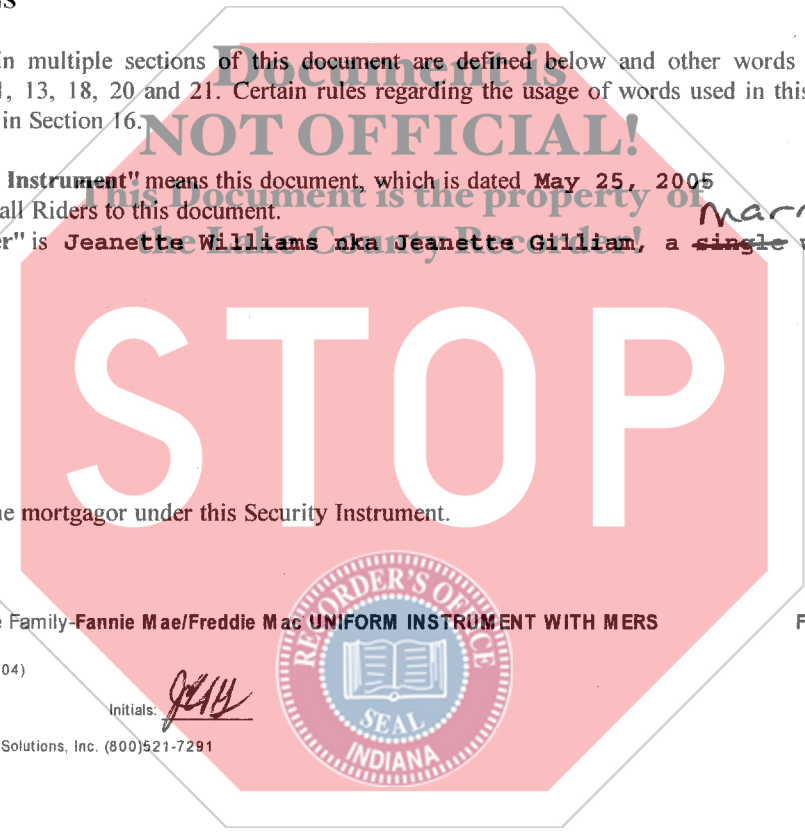 in multiple sections of this document are defined below and other words
, 13, 18, 20 and 21. Certain rules regarding the usage of words used in this
in Section 16.
Document is
NOT OFFICIAL!
This Document is the property of
the Lake County Recorder!
Instrument" means this document, which is dated May 25, 2005
all Riders to this document.
marr
er" is Jeanette Williams nka Jeanette Gilliam, a single
STOP
he mortgagor under this Security Instrument.
RECORDER'S OFFICE
SEAL
INDIANA
e Family-Fannie Mae/Freddie Mac UNIFORM INSTRUMENT WITH MERS F
04)
Initials:
Solutions, Inc. (800)521-7291